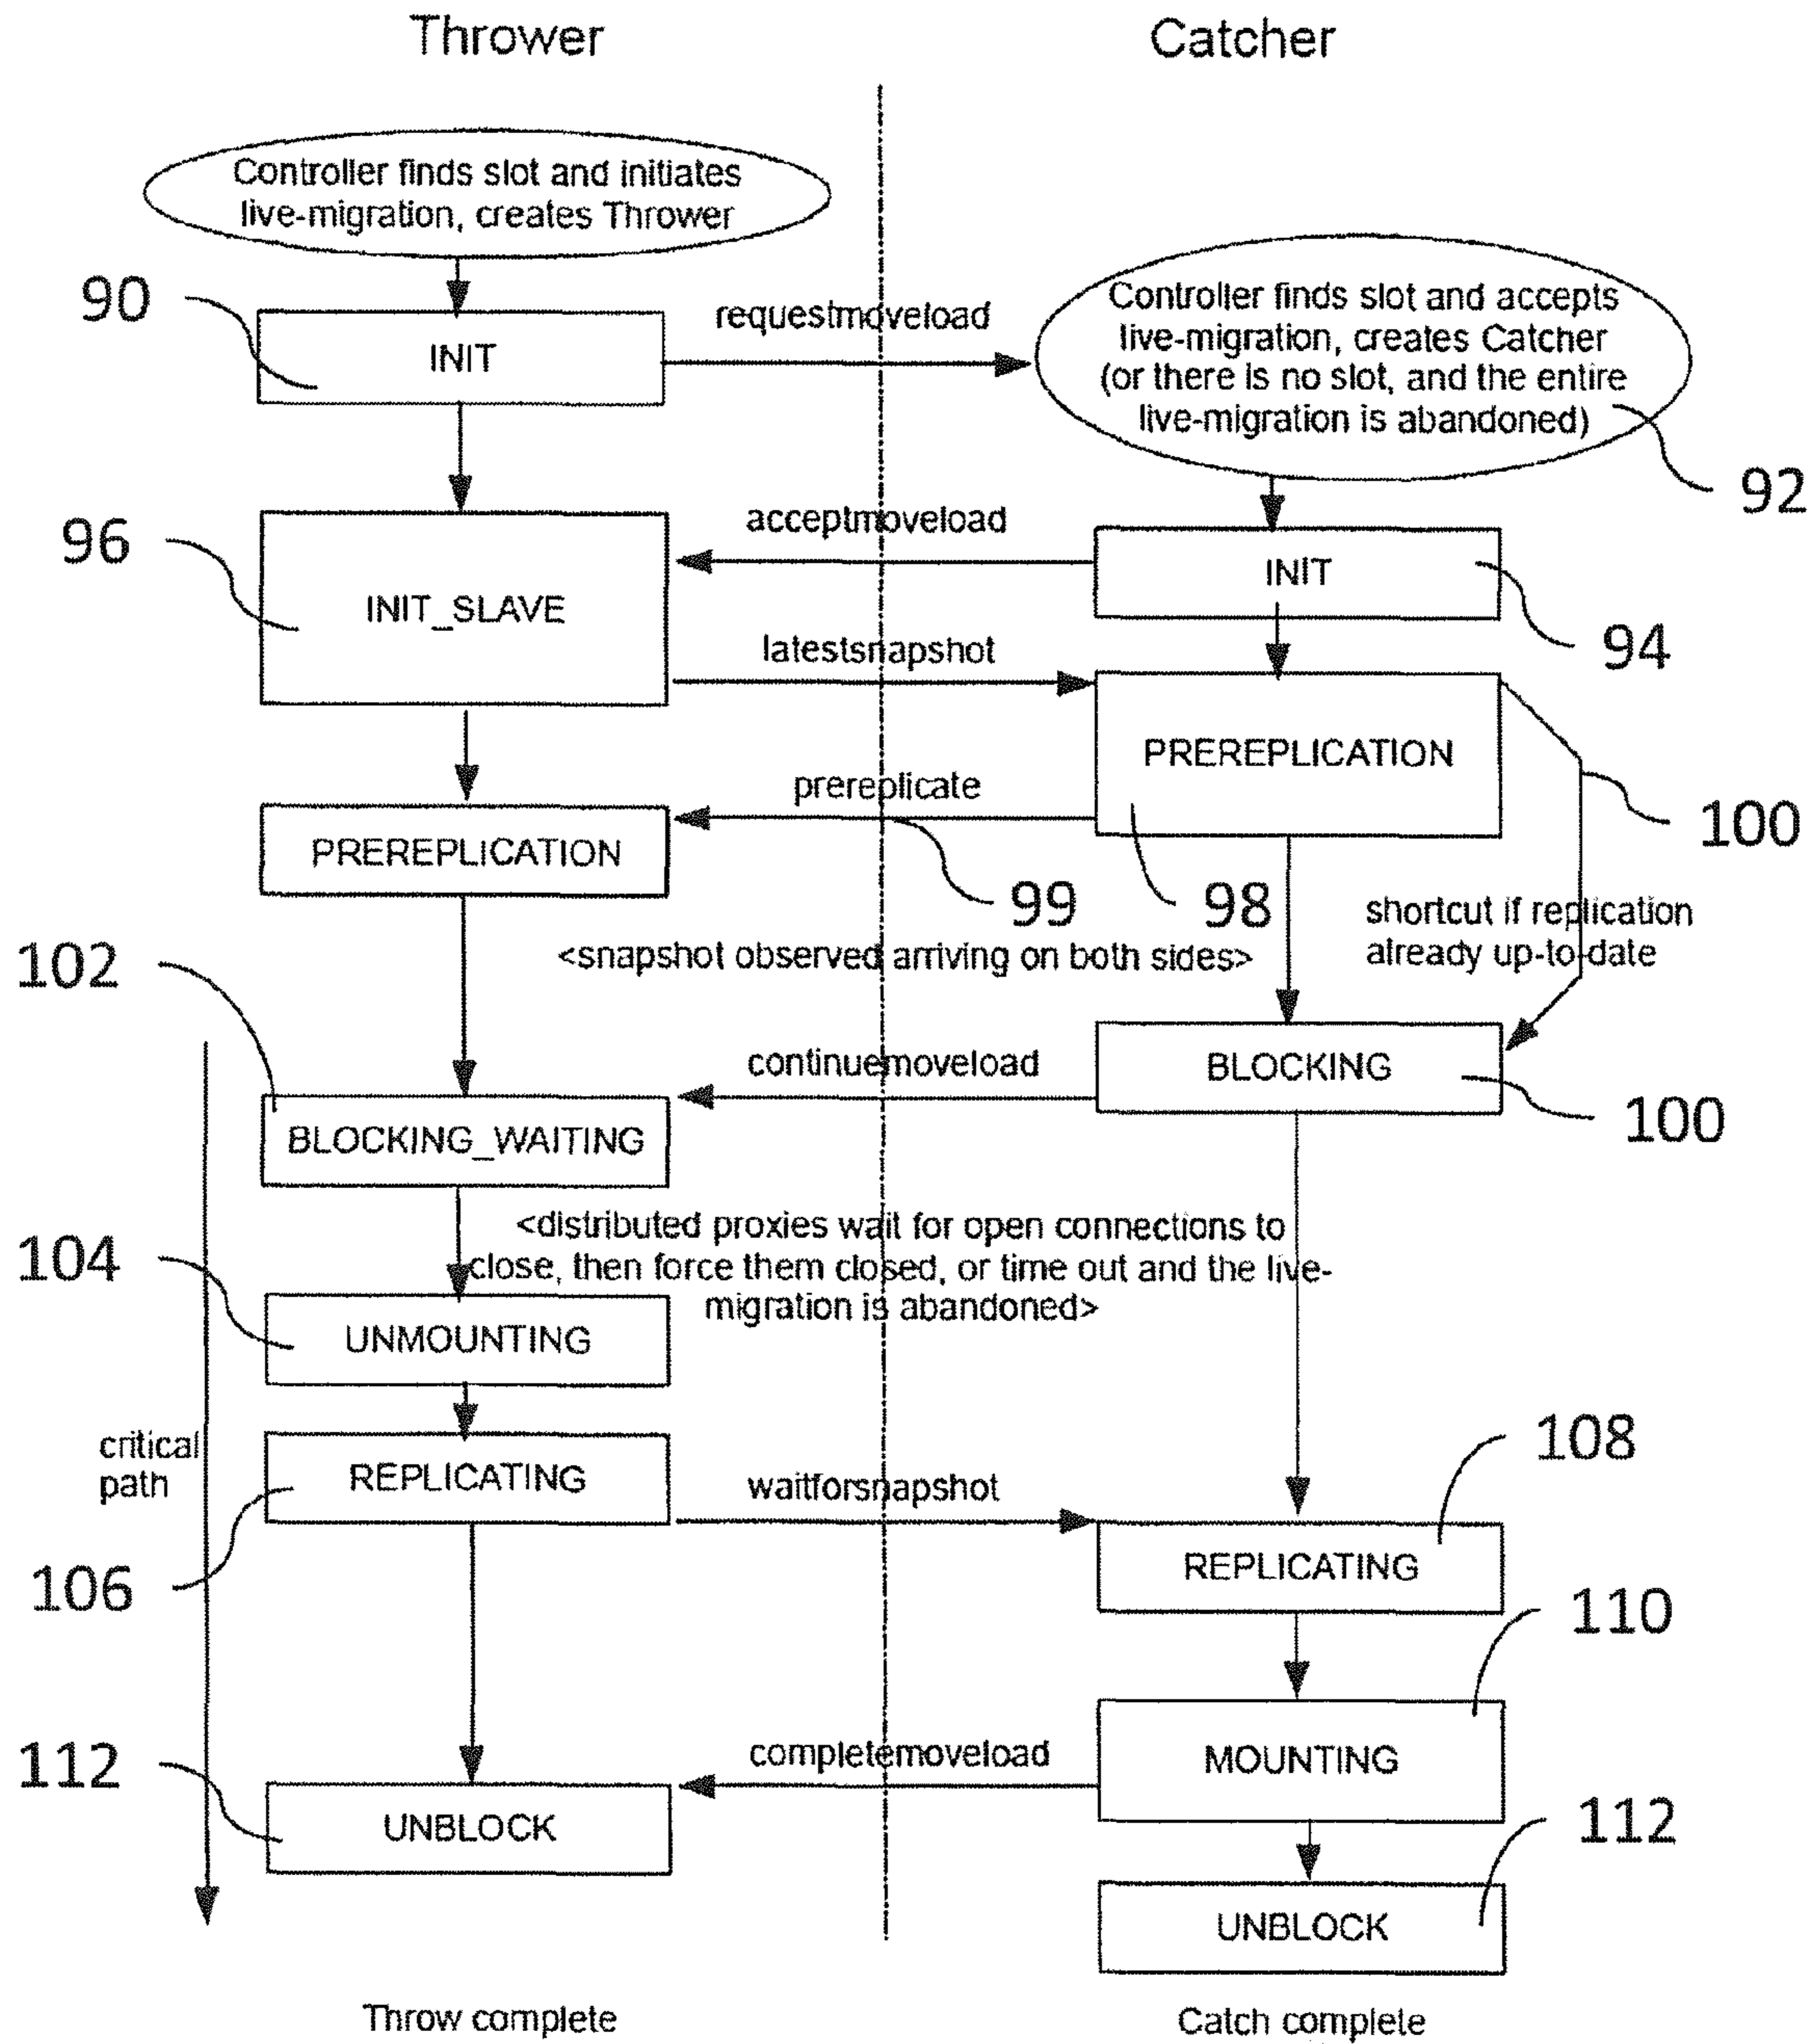 Thrower
Catcher
Controller finds slot and initiates
live-migration, creates Thrower
90
INIT
requestmoveload
Controller finds slot and accepts
live-migration, creates Catcher
(or there is no slot, and the entire
live-migration is abandoned)
92
96
INIT_SLAVE
acceptmoveload
INIT
94
latestsnapshot
PREREPLICATION
100
prereplicate
PREREPLICATION
99
98
shortcut if replication
already up-to-date
<snapshot observed arriving on both sides>
102
continuemoveload
BLOCKING
100
BLOCKING_WAITING
<distributed proxies wait for open connections to
close, then force them closed, or time out and the live-
migration is abandoned>
104
UNMOUNTING
critical
path
REPLICATING
106
waitforsnapshot
108
REPLICATING
110
MOUNTING
completemoveload
112
UNBLOCK
112
UNBLOCK
Throw complete
Catch complete